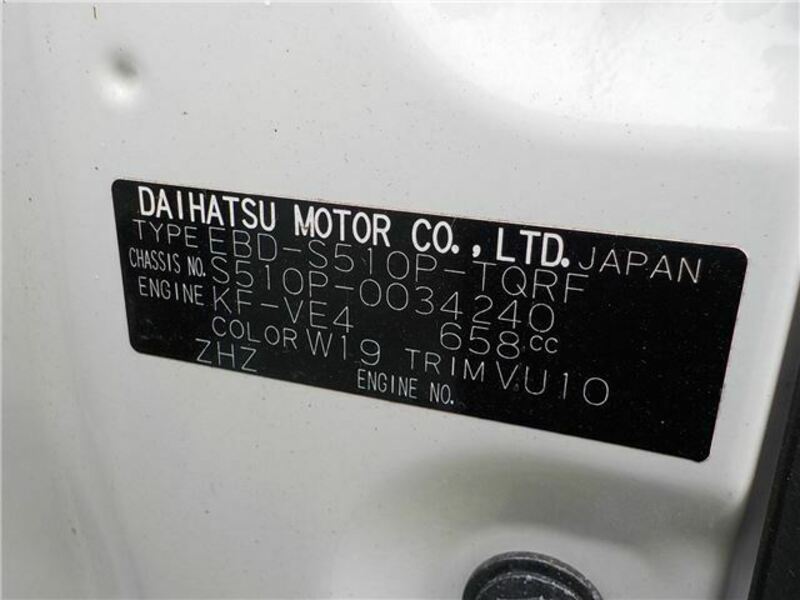 DAIHATSU MOTOR CO., LTD. JAPAN
TYPE EBD-S510P-TQRF
CHASSIS NO. S510P-0034240
ENGINE KF-VE4 658cc
COLOR W19 TRIM VU10
ZHZ ENGINE NO.